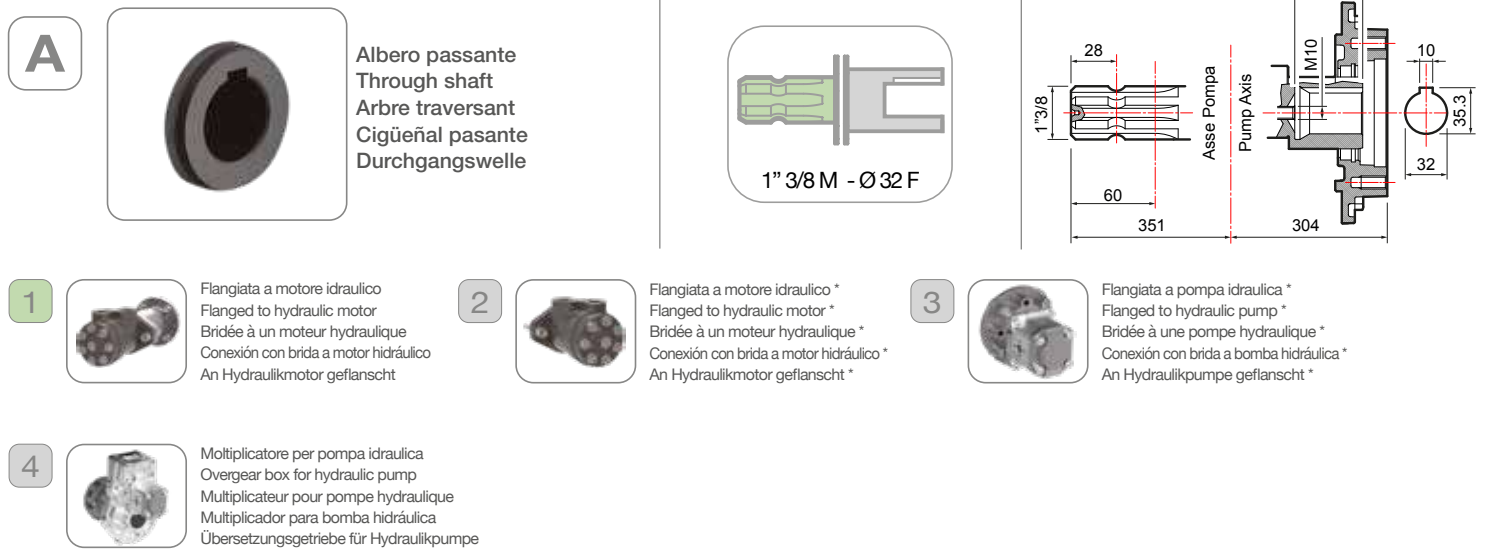 A
Albero passante
Through shaft
Arbre traversant
Cigüeñal pasante
Durchgangswelle
1” 3/8 M - Ø 32 F
28
1"3/8
60
351
Asse Pompa
Pump Axis
M10
304
10
35.3
32
1
Flangiata a motore idraulico
Flanged to hydraulic motor
Bridée à un moteur hydraulique
Conexión con brida a motor hidráulico
An Hydraulikmotor geflanscht
2
Flangiata a motore idraulico *
Flanged to hydraulic motor *
Bridée à un moteur hydraulique *
Conexión con brida a motor hidráulico *
An Hydraulikmotor geflanscht *
3
Flangiata a pompa idraulica *
Flanged to hydraulic pump *
Bridée à une pompe hydraulique *
Conexión con brida a bomba hidráulica *
An Hydraulikpumpe geflanscht *
4
Moltiplicatore per pompa idraulica
Overgear box for hydraulic pump
Multiplicateur pour pompe hydraulique
Multiplicador para bomba hidráulica
Übersetzungsgetriebe für Hydraulikpumpe